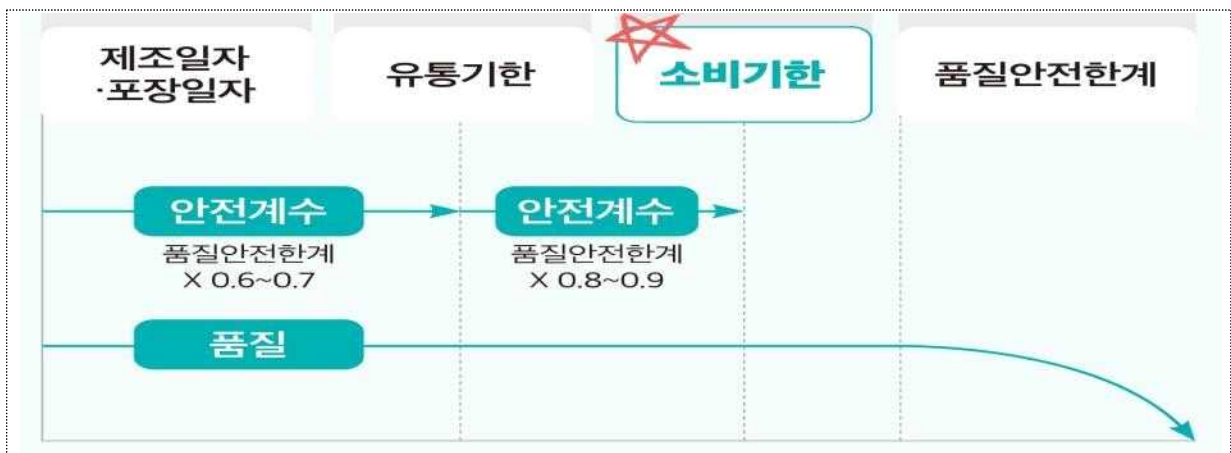 제조일자
·포장일자
유통기한
소비기한
품질안전한계
안전계수
품질안전한계
X 0.6~0.7
안전계수
품질안전한계
X 0.8~0.9
품질